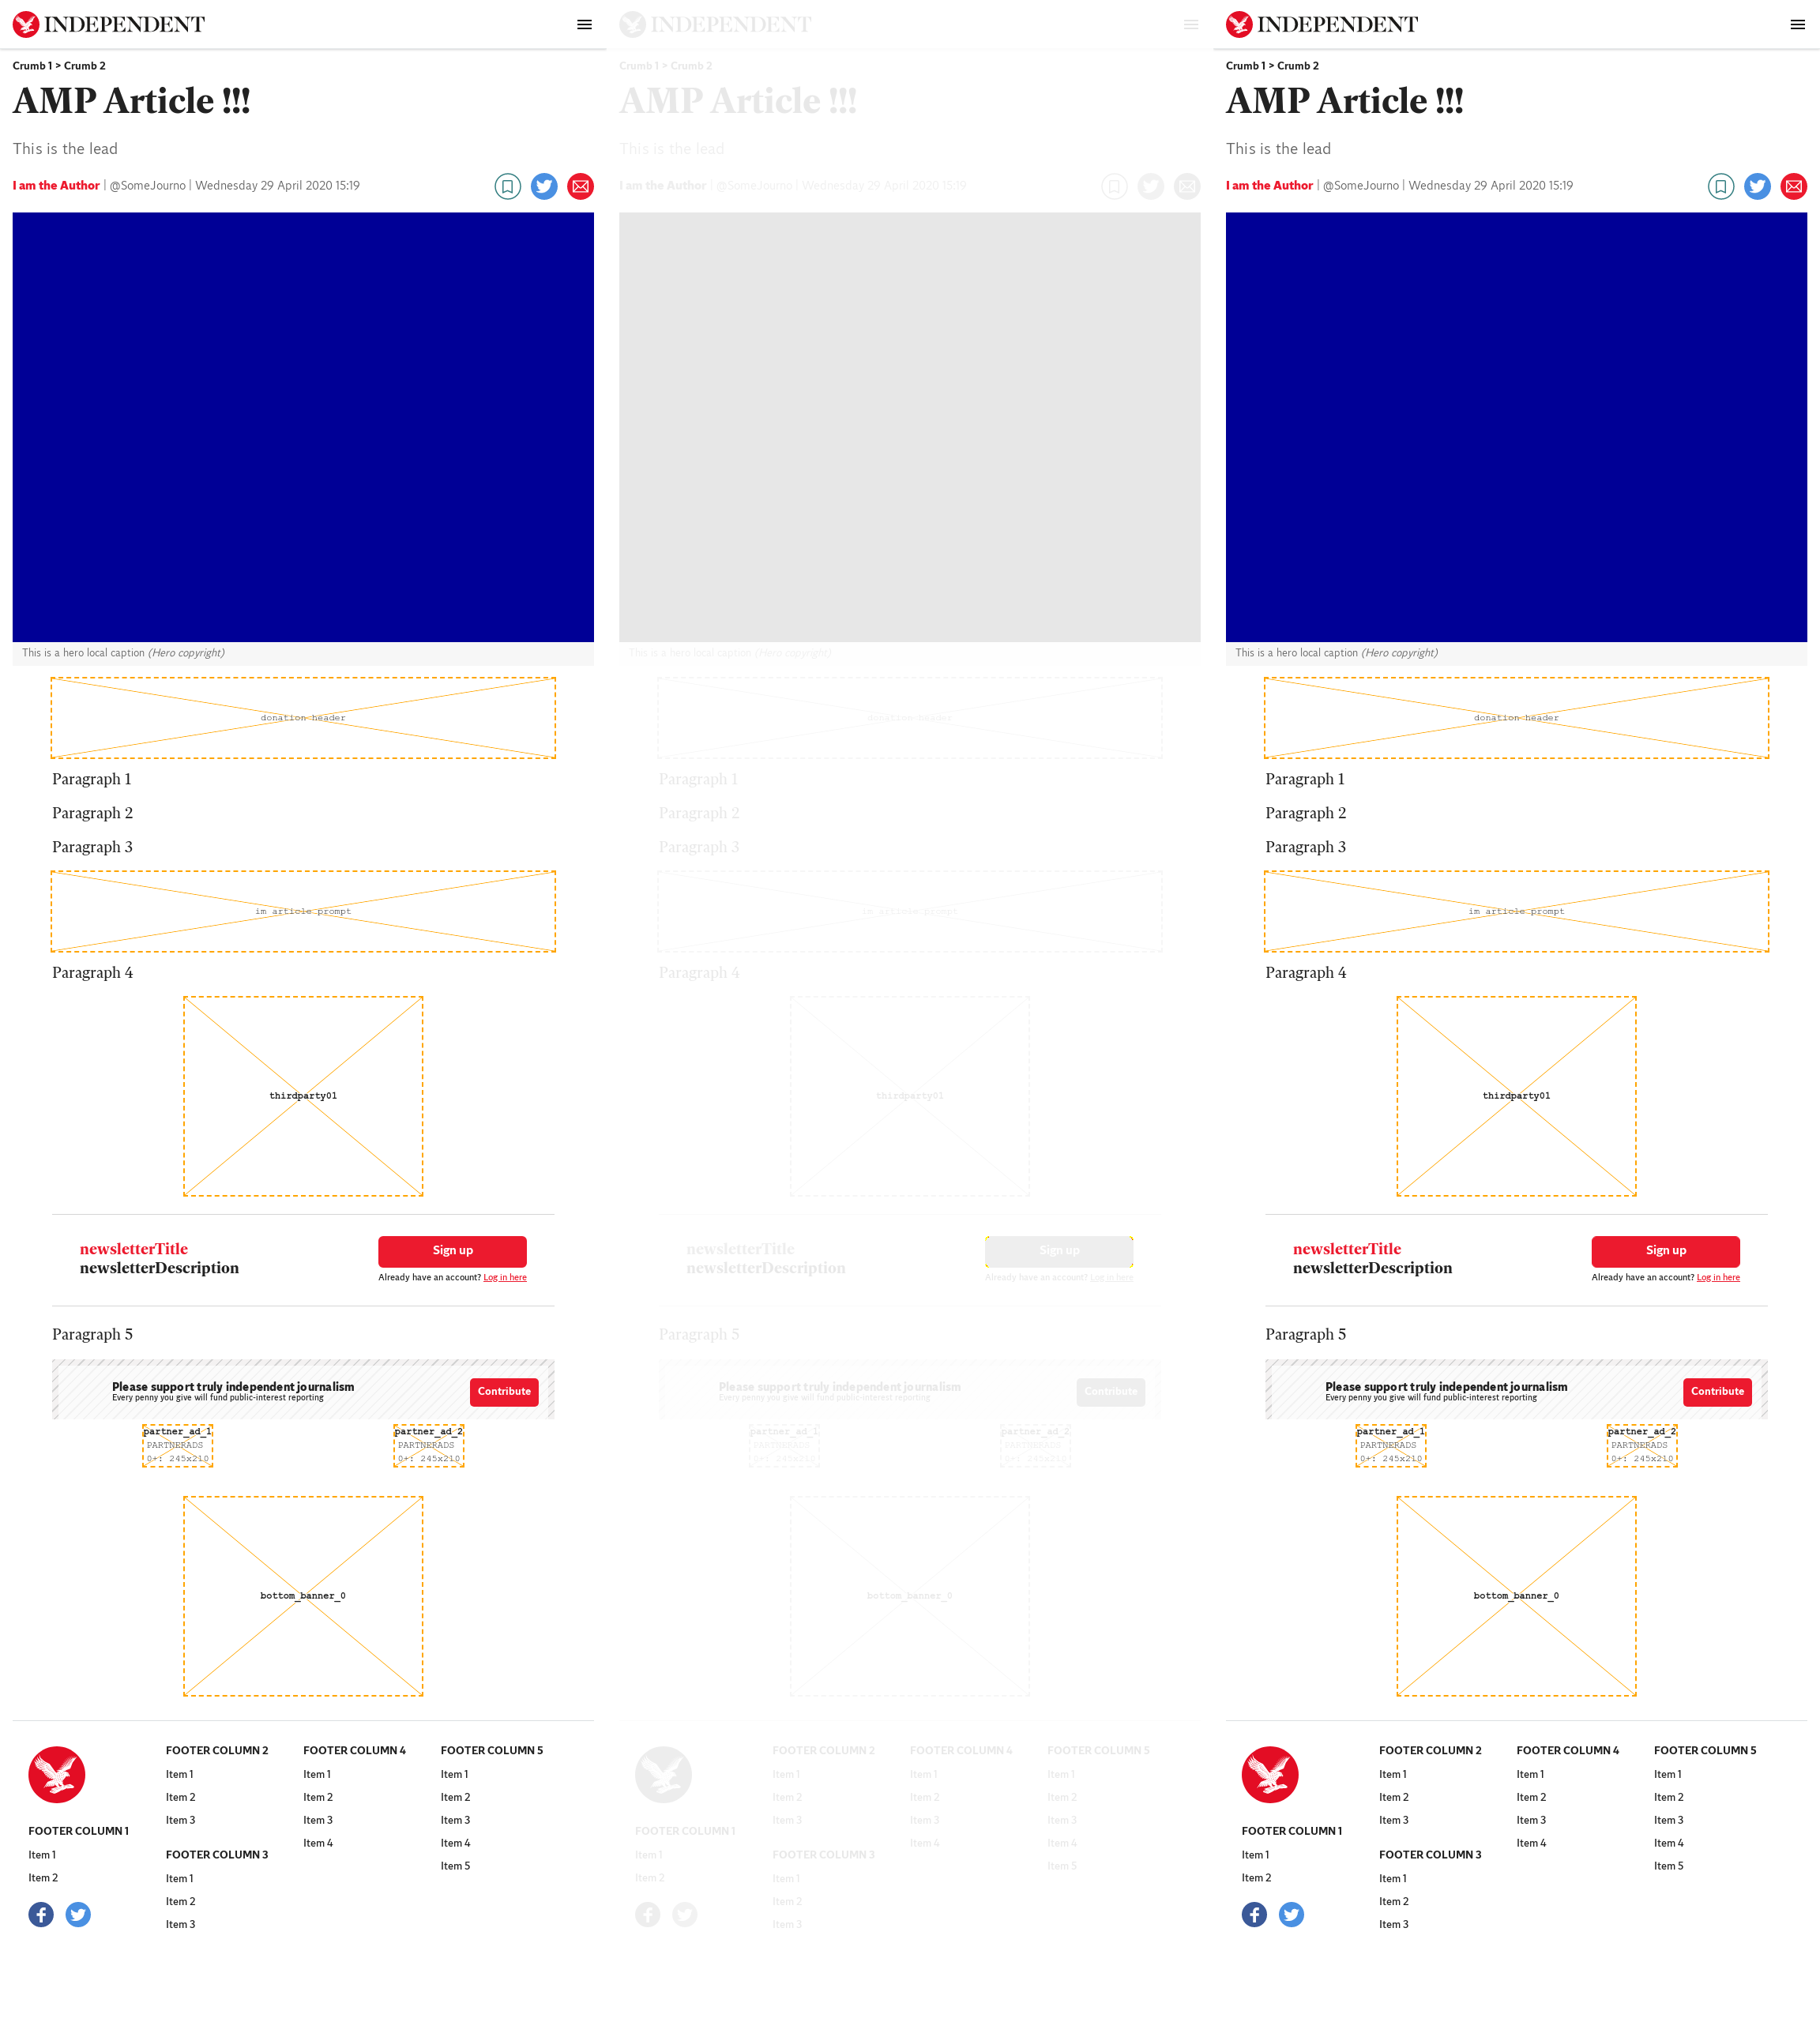 INDEPENDENT
Crumb 1 > Crumb 2
AMP Article !!!
This is the lead
I am the Author | @SomeJourno | Wednesday 29 April 2020 15:19
This is a hero local caption (Hero copyright)
donation header
Paragraph 1
Paragraph 2
Paragraph 3
im article prompt
Paragraph 4
thirdparty01
newsletterTitle
newsletterDescription
Sign up
Already have an account? Log in here
Paragraph 5
Please support truly independent journalism
Every penny you give will fund public-interest reporting
Contribute
partner_ad_1
PARTNERADS
0+: 245x210
partner_ad_2
PARTNERADS
0+: 245x210
bottom_banner_0
FOOTER COLUMN 1
Item 1
Item 2
FOOTER COLUMN 2
Item 1
Item 2
Item 3
FOOTER COLUMN 3
Item 1
Item 2
Item 3
FOOTER COLUMN 4
Item 1
Item 2
Item 3
Item 4
FOOTER COLUMN 5
Item 1
Item 2
Item 3
Item 4
Item 5
INDEPENDENT
Crumb 1 > Crumb 2
AMP Article !!!
This is the lead
I am the Author | @SomeJourno | Wednesday 29 April 2020 15:19
This is a hero local caption (Hero copyright)
donation header
Paragraph 1
Paragraph 2
Paragraph 3
im article prompt
Paragraph 4
thirdparty01
newsletterTitle
newsletterDescription
Sign up
Already have an account? Log in here
Paragraph 5
Please support truly independent journalism
Every penny you give will fund public-interest reporting
Contribute
partner_ad_1
PARTNERADS
0+: 245x210
partner_ad_2
PARTNERADS
0+: 245x210
bottom_banner_0
FOOTER COLUMN 1
Item 1
Item 2
FOOTER COLUMN 2
Item 1
Item 2
Item 3
FOOTER COLUMN 3
Item 1
Item 2
Item 3
FOOTER COLUMN 4
Item 1
Item 2
Item 3
Item 4
FOOTER COLUMN 5
Item 1
Item 2
Item 3
Item 4
Item 5
INDEPENDENT
Crumb 1 > Crumb 2
AMP Article !!!
This is the lead
I am the Author | @SomeJourno | Wednesday 29 April 2020 15:19
This is a hero local caption (Hero copyright)
donation header
Paragraph 1
Paragraph 2
Paragraph 3
im article prompt
Paragraph 4
thirdparty01
newsletterTitle
newsletterDescription
Sign up
Already have an account? Log in here
Paragraph 5
Please support truly independent journalism
Every penny you give will fund public-interest reporting
Contribute
partner_ad_1
PARTNERADS
0+: 245x210
partner_ad_2
PARTNERADS
0+: 245x210
bottom_banner_0
FOOTER COLUMN 1
Item 1
Item 2
FOOTER COLUMN 2
Item 1
Item 2
Item 3
FOOTER COLUMN 3
Item 1
Item 2
Item 3
FOOTER COLUMN 4
Item 1
Item 2
Item 3
Item 4
FOOTER COLUMN 5
Item 1
Item 2
Item 3
Item 4
Item 5